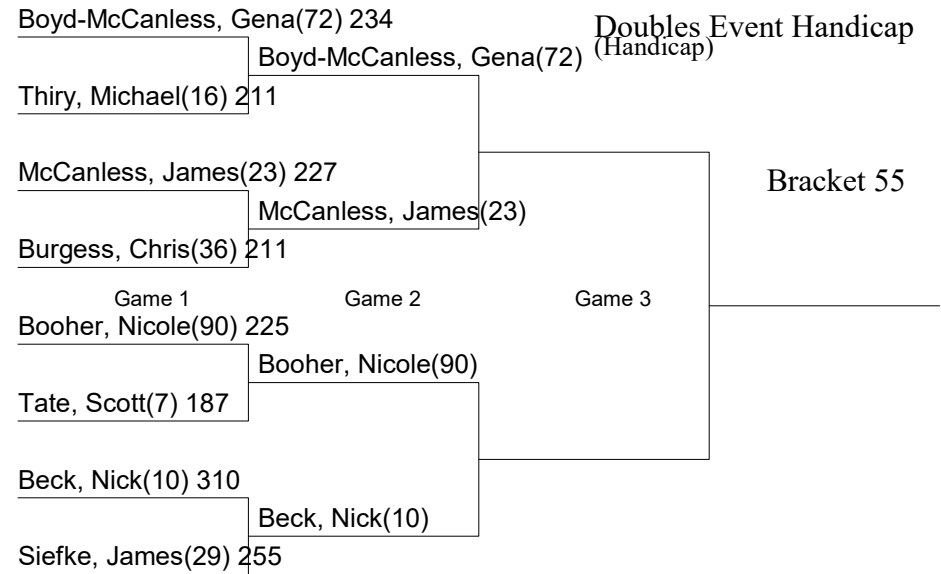 Boyd-McCanless, Gena(72) 234
Doubles Event Handicap
(Handicap)
Boyd-McCanless, Gena(72)
Thiry, Michael(16) 211
McCanless, James(23) 227
Bracket 55
McCanless, James(23)
Burgess, Chris(36) 211
Game 1
Game 2
Game 3
Booher, Nicole(90) 225
Booher, Nicole(90)
Tate, Scott(7) 187
Beck, Nick(10) 310
Beck, Nick(10)
Siefke, James(29) 255